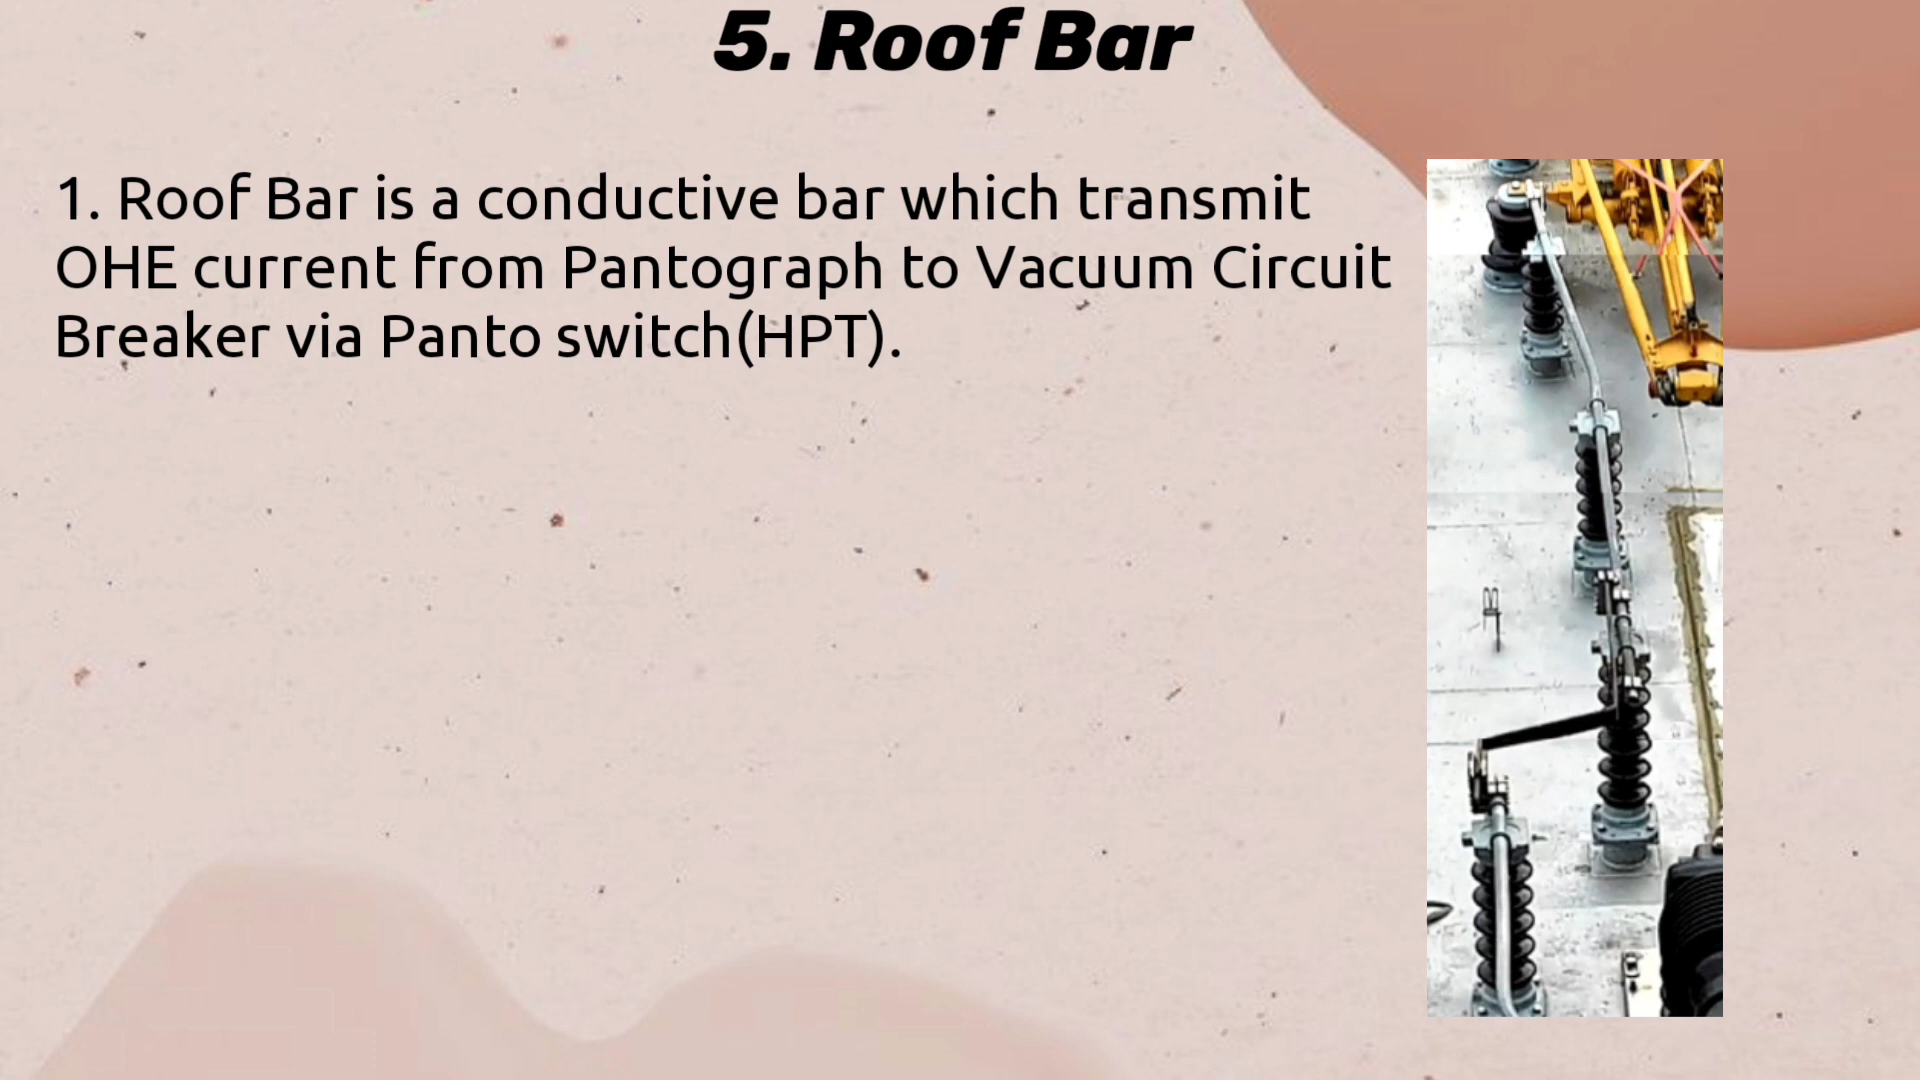 5. Roof Bar
1. Roof Bar is a conductive bar which transmit
OHE current from Pantograph to Vacuum Circuit
Breaker via Panto switch(HPT).